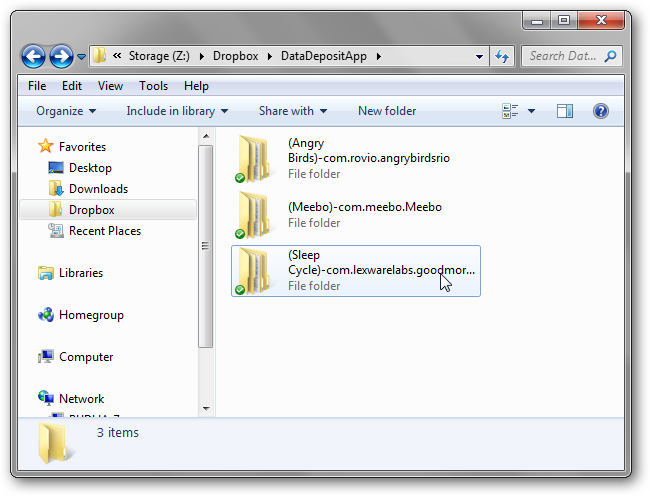 « Storage (Z:) ▸ Dropbox ▸ DataDepositApp ▸
Search Dat...
File Edit View Tools Help
Organize Include in library Share with New folder
Favorites
Desktop
Downloads
Dropbox
Recent Places
Libraries
Homegroup
Computer
Network
(Angry
Birds)-com.rovio.angrybirdsrio
File folder
(Meebo)-com.meebo.Meebo
File folder
(Sleep
Cycle)-com.lexwarelabs.goodmor...
File folder
3 items